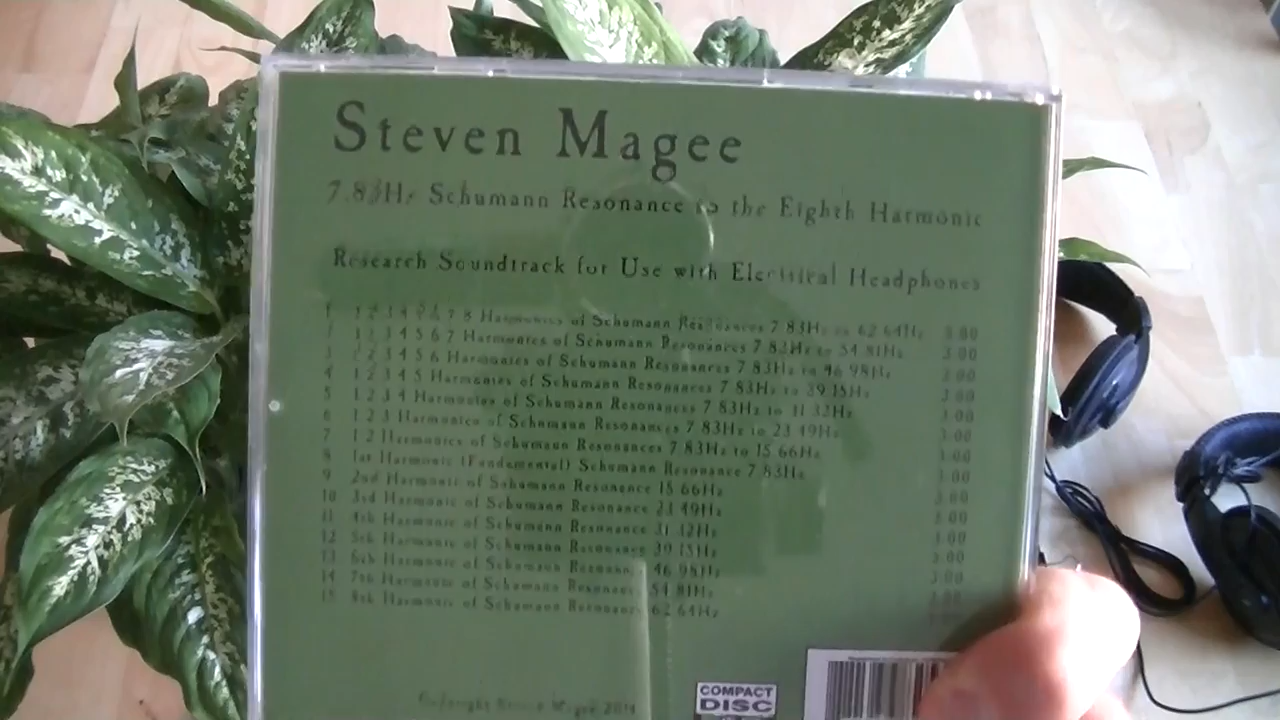 Steven Magee
7.83Hz Schumann Resonance to the Eighth Harmonic
Research Soundtrack for Use with Electrical Headphones
1 1 2 3 4 5 6 7 8 Harmonics of Schumann Resonances 7 83Hz to 62 64Hz
2 1 2 3 4 5 6 7 Harmonics of Schumann Resonances 7 83Hz to 54 81Hz 3:00
3 1 2 3 4 5 6 Harmonics of Schumann Resonances 7 83Hz to 46 98Hz 3:00
4 1 2 3 4 5 Harmonics of Schumann Resonances 7 83Hz to 39 15Hz 3:00
5 1 2 3 4 Harmonics of Schumann Resonances 7 83Hz to 31 32Hz 3:00
6 1 2 3 Harmonics of Schumann Resonances 7 83Hz to 23 49Hz 3:00
7 1 2 Harmonics of Schumann Resonances 7 83Hz to 15 66Hz 3:00
8 1st Harmonic (Fundamental) Schumann Resonance 7 83Hz 3:00
9 2nd Harmonic of Schumann Resonance 15 66Hz 3:00
10 3rd Harmonic of Schumann Resonance 23 49Hz 3:00
11 4th Harmonic of Schumann Resonance 31 32Hz 3:00
12 5th Harmonic of Schumann Resonance 39 15Hz 3:00
13 6th Harmonic of Schumann Resonance 46 98Hz 3:00
14 7th Harmonic of Schumann Resonance 54 81Hz
15 8th Harmonic of Schumann Resonance 62 64Hz
Copyright Steven Magee
COMPACT
DISC